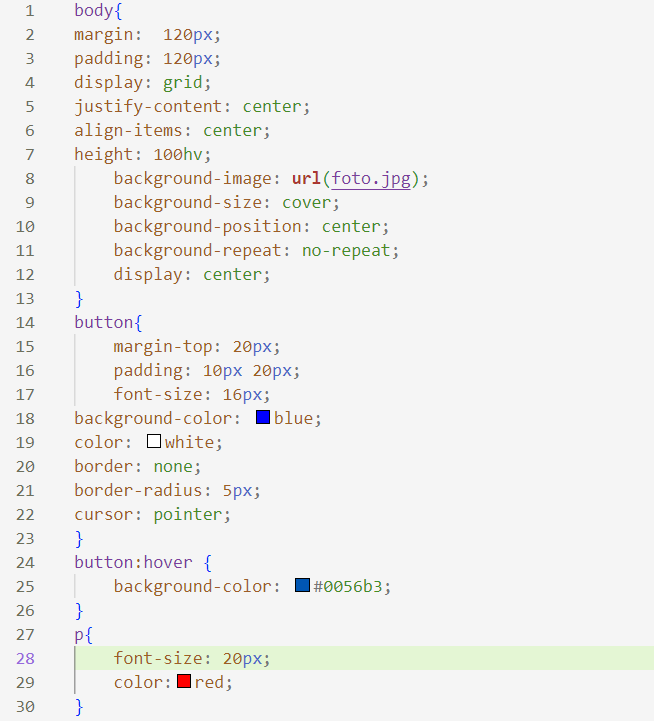 1 body{
2 margin:  120px;
3 padding: 120px;
4 display: grid;
5 justify-content: center;
6 align-items: center;
7 height: 100hv;
8     background-image: url(foto.jpg);
9     background-size: cover;
10     background-position: center;
11     background-repeat: no-repeat;
12     display: center;
13 }
14 button{
15     margin-top: 20px;
16     padding: 10px 20px;
17     font-size: 16px;
18 background-color: blue;
19 color: white;
20 border: none;
21 border-radius: 5px;
22 cursor: pointer;
23 }
24 button:hover {
25     background-color: #0056b3;
26 }
27 p{
28     font-size: 20px;
29     color: red;
30 }